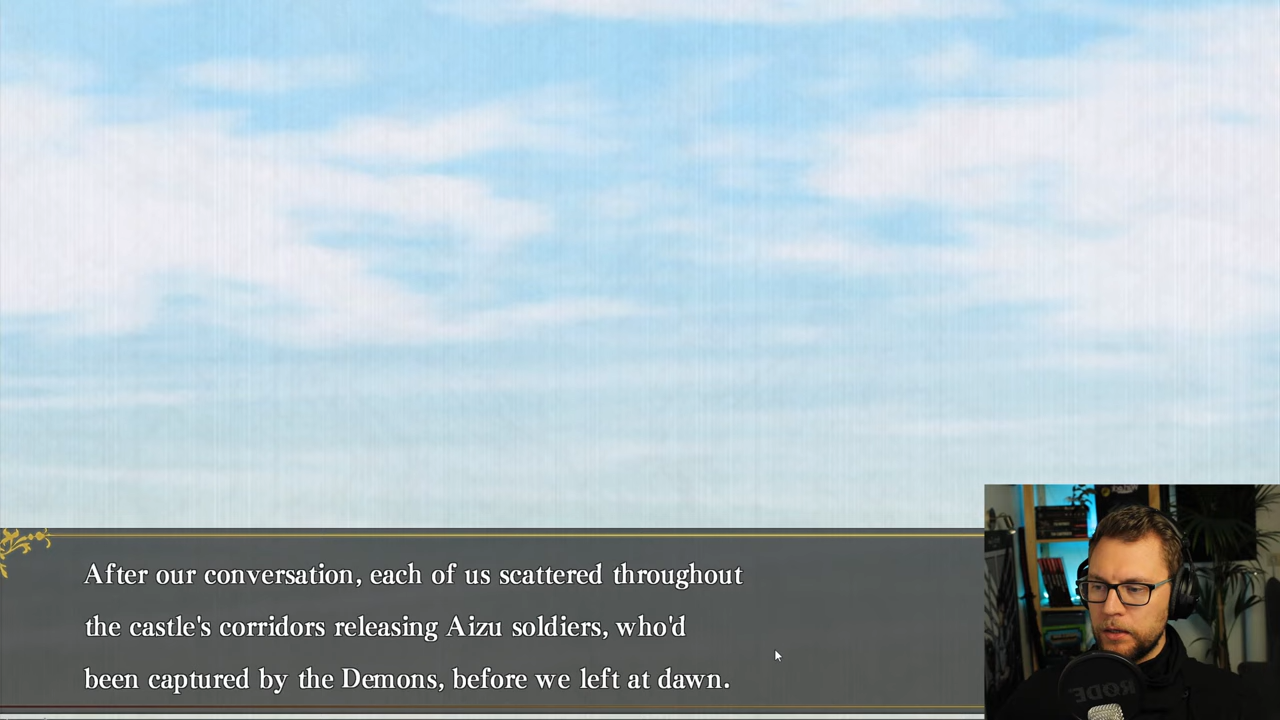 After our conversation, each of us scattered throughout
the castle's corridors releasing Aizu soldiers, who'd
been captured by the Demons, before we left at dawn.
RODE